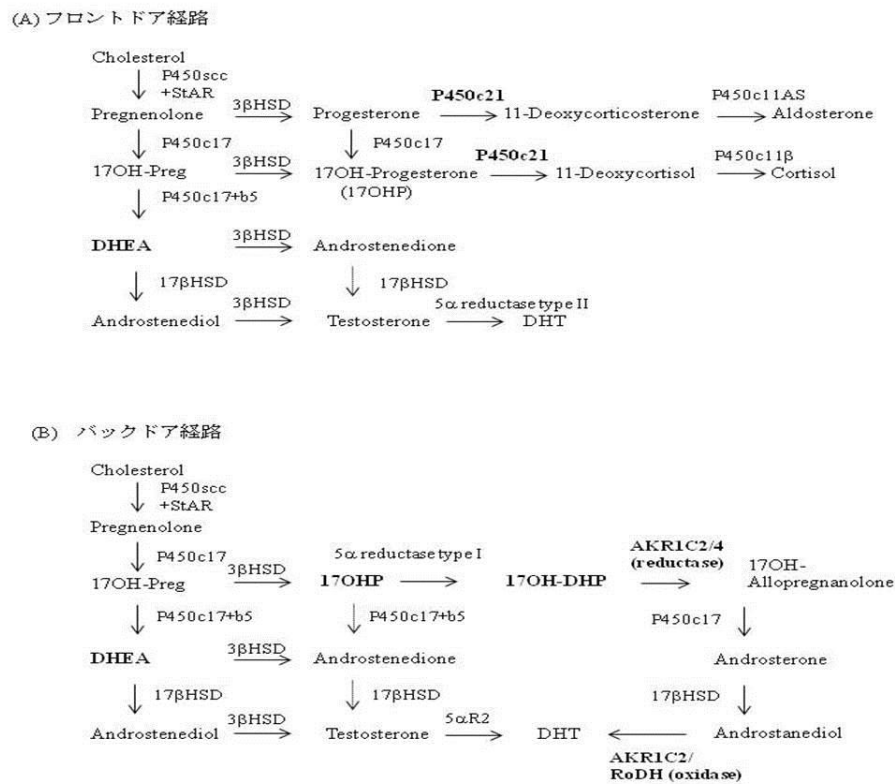 (A) フロントドア経路
Cholesterol
P450scc
+StAR
Pregnenolone 3βHSD Progesterone P450c21 11-Deoxycorticosterone P450c11AS Aldosterone
P450c17 P450c17
17OH-Preg 3βHSD 17OH-Progesterone P450c21 11-Deoxycortisol P450c11β Cortisol
(17OHP)
P450c17+b5
DHEA 3βHSD Androstenedione
17βHSD 17βHSD
Androstenediol 3βHSD Testosterone 5α reductase type II DHT
(B) バックドア経路
Cholesterol
P450scc
+StAR
Pregnenolone
P450c17
17OH-Preg 3βHSD 17OHP 5α reductase type I 17OH-DHP AKR1C2/4
(reductase) 17OH-
Allopregnanolone
P450c17+b5 P450c17+b5 P450c17
DHEA 3βHSD Androstenedione Androsterone
17βHSD 17βHSD 17βHSD
Androstenediol 3βHSD Testosterone 5αR2 DHT Androstanediol
AKR1C2/
RoDH (oxidase)